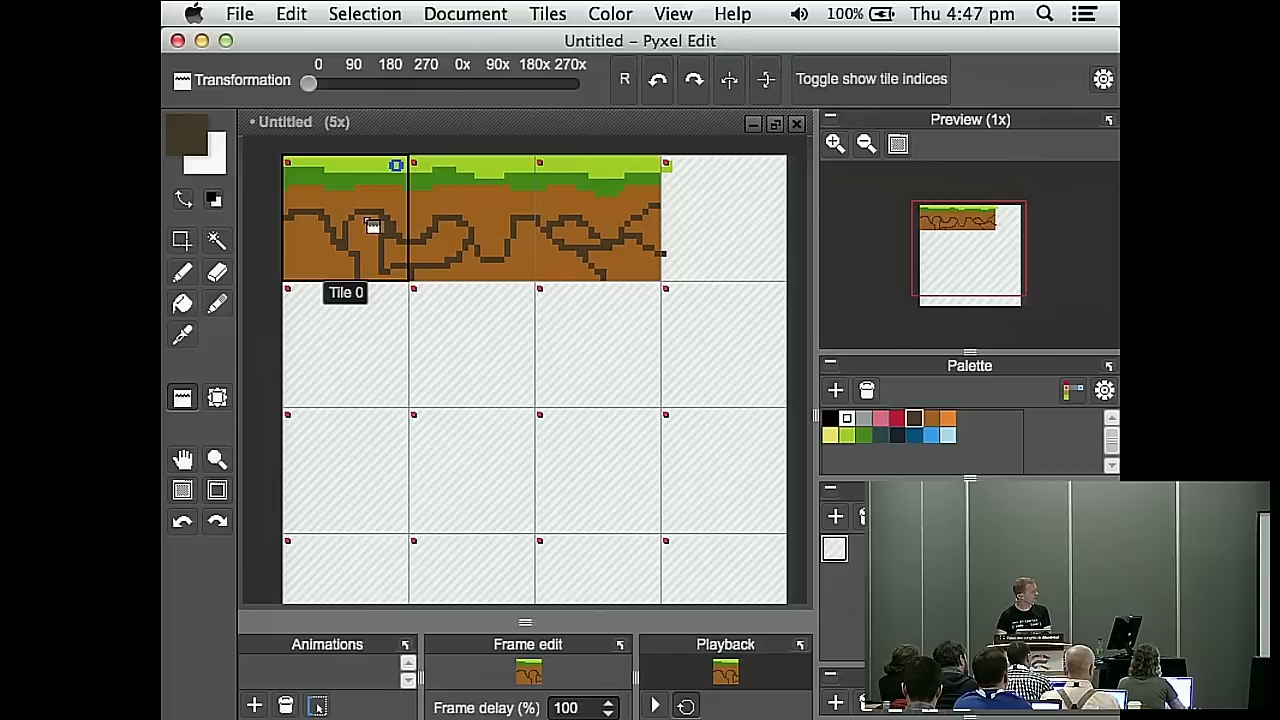 File Edit Selection Document Tiles Color View Help 100% Thu 4:47 pm
Untitled – Pyxel Edit
Transformation 0 90 180 270 0x 90x 180x 270x R Toggle show tile indices
• Untitled (5x)
Preview (1x)
Tile 0
Palette
Animations
Frame edit
Playback
Frame delay (%) 100